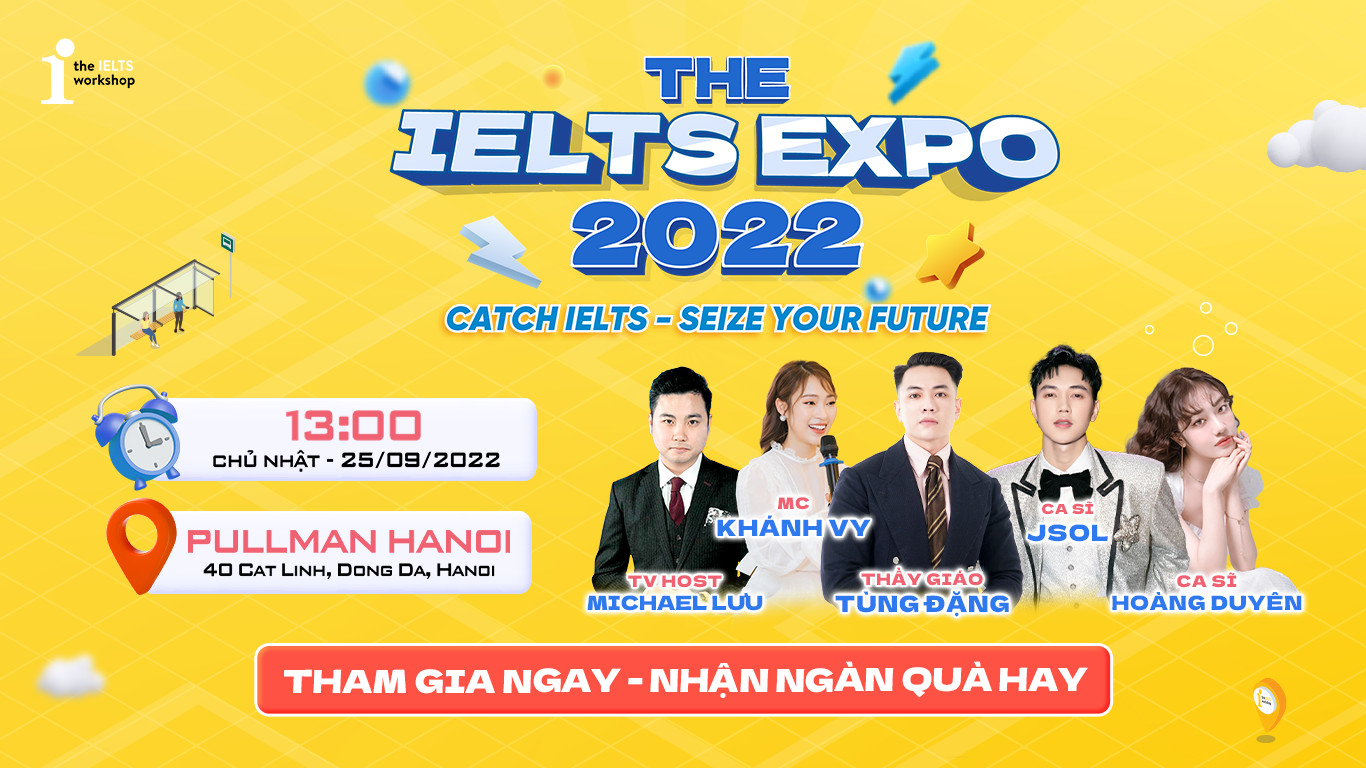 the IELTS
workshop
THE
IELTS EXPO
2022
CATCH IELTS - SEIZE YOUR FUTURE
13:00
CHỦ NHẬT - 25/09/2022
PULLMAN HANOI
40 CAT LINH, DONG DA, HANOI
MC
KHÁNH VY
CA SĨ
JSOL
TV HOST
MICHAEL LƯU
THẦY GIÁO
TÙNG ĐẶNG
CA SĨ
HOÀNG DUYÊN
THAM GIA NGAY - NHẬN NGÀN QUÀ HAY